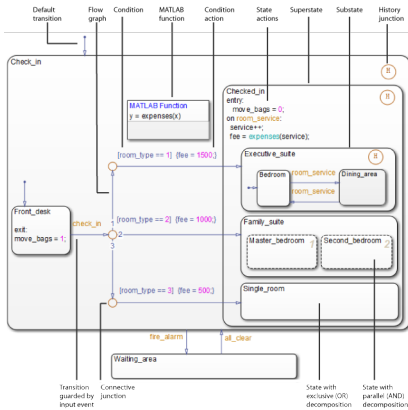 Default transition
Flow graph
Condition
MATLAB function
Condition action
State actions
Superstate
Substate
History junction
Check_in
H
MATLAB Function
y = expenses(x)
Checked_in
H
entry:
move_bags = 0;
on room_service:
service++;
fee = expenses(service);
[room_type == 1] {fee = 1500;}
Executive_suite
H
Bedroom
room_service
Dining_area
room_service
Front_desk
exit:
move_bags = 1;
check_in
1
[room_type == 2] {fee = 1000;}
2
3
Family_suite
Master_bedroom 1
Second_bedroom 2
[room_type == 3] {fee = 500;}
Single_room
fire_alarm
all_clear
Waiting_area
Transition guarded by input event
Connective junction
State with exclusive (OR) decomposition
State with parallel (AND) decomposition